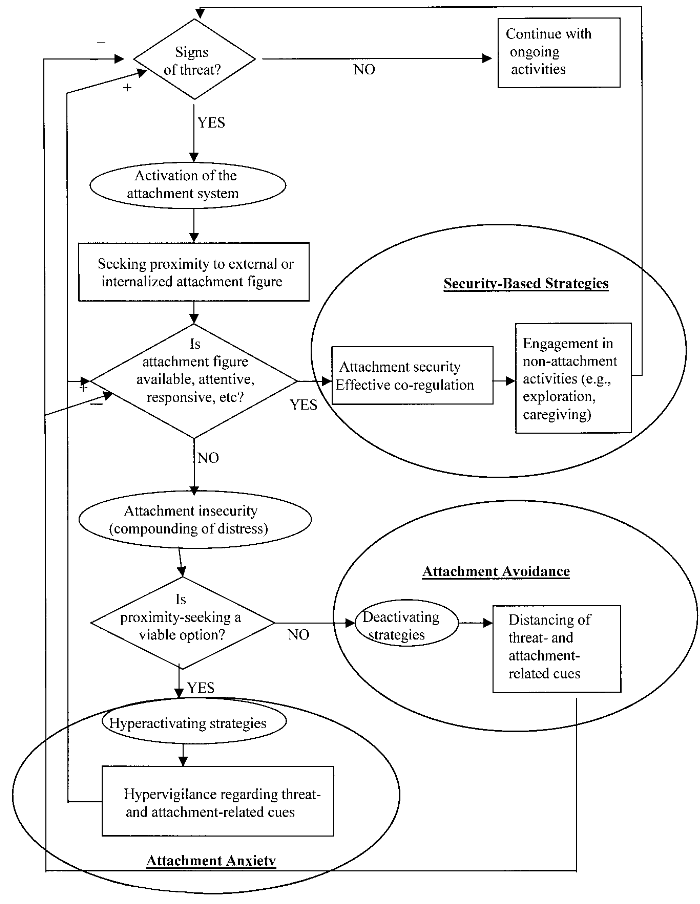 –
Signs
of threat?
+
NO
Continue with
ongoing
activities
YES
Activation of the
attachment system
Seeking proximity to external or
internalized attachment figure
Security-Based Strategies
Is
attachment figure
available, attentive,
responsive, etc?
+
–
YES
Attachment security
Effective co-regulation
Engagement in
non-attachment
activities (e.g.,
exploration,
caregiving)
NO
Attachment insecurity
(compounding of distress)
Attachment Avoidance
Is
proximity-seeking a
viable option?
NO
Deactivating
strategies
Distancing of
threat- and
attachment-
related cues
YES
Hyperactivating strategies
Hypervigilance regarding threat-
and attachment-related cues
Attachment Anxiety